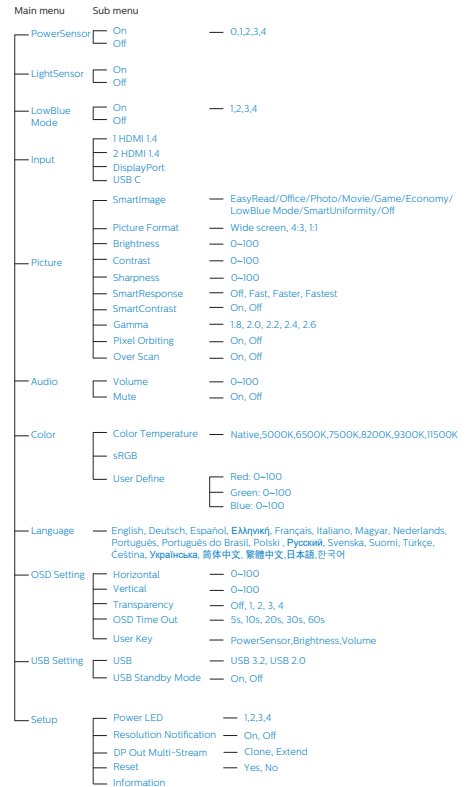 Main menu Sub menu
PowerSensor On 0,1,2,3,4
Off
LightSensor On
Off
LowBlue Mode On 1,2,3,4
Off
Input 1 HDMI 1.4
2 HDMI 1.4
DisplayPort
USB C
Picture SmartImage EasyRead/Office/Photo/Movie/Game/Economy/
LowBlue Mode/SmartUniformity/Off
Picture Format Wide screen, 4:3, 1:1
Brightness 0~100
Contrast 0~100
Sharpness 0~100
SmartResponse Off, Fast, Faster, Fastest
SmartContrast On, Off
Gamma 1.8, 2.0, 2.2, 2.4, 2.6
Pixel Orbiting On, Off
Over Scan On, Off
Audio Volume 0~100
Mute On, Off
Color Color Temperature Native,5000K,6500K,7500K,8200K,9300K,11500K
sRGB
User Define Red: 0~100
Green: 0~100
Blue: 0~100
Language English, Deutsch, Español, Ελληνική, Français, Italiano, Magyar, Nederlands,
Português, Português do Brasil, Polski , Русский, Svenska, Suomi, Türkçe,
Čeština, Українська, 简体中文, 繁體中文,日本語,한국어
OSD Setting Horizontal 0~100
Vertical 0~100
Transparency Off, 1, 2, 3, 4
OSD Time Out 5s, 10s, 20s, 30s, 60s
User Key PowerSensor,Brightness,Volume
USB Setting USB USB 3.2, USB 2.0
USB Standby Mode On, Off
Setup Power LED 1,2,3,4
Resolution Notification On, Off
DP Out Multi-Stream Clone, Extend
Reset Yes, No
Information